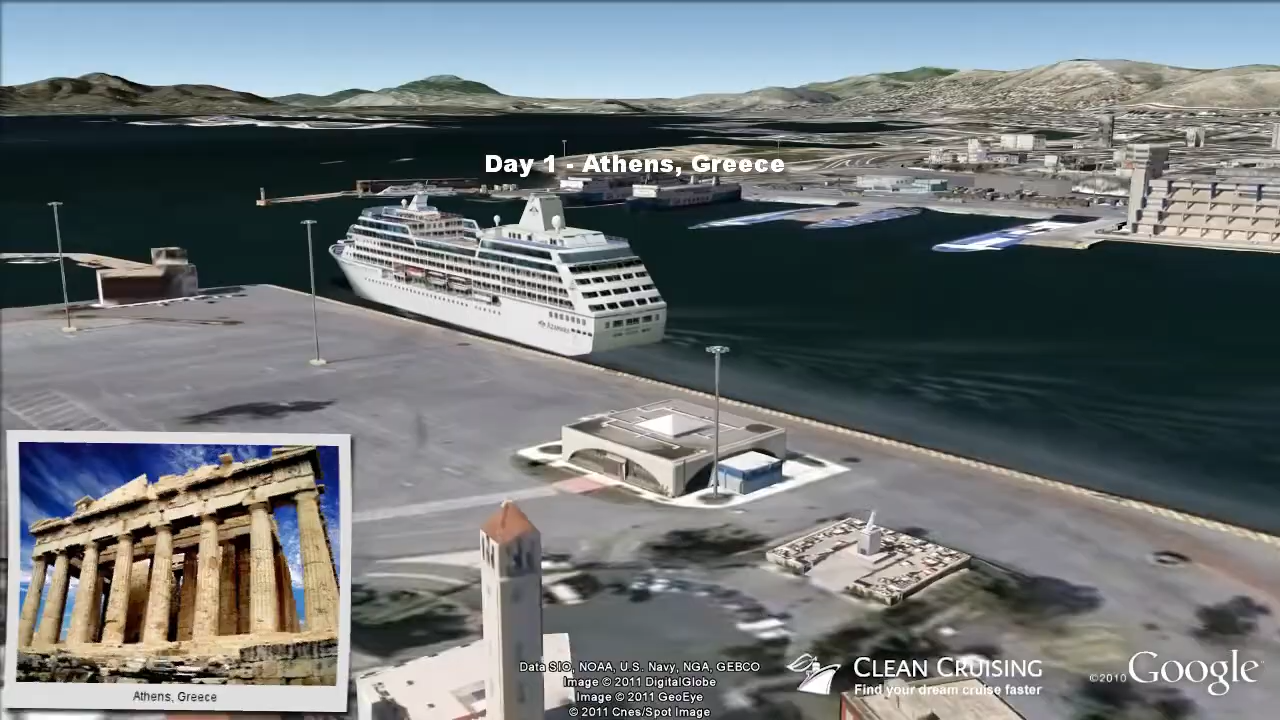 Day 1 - Athens, Greece
AZAMARA
Athens, Greece
Data SIO, NOAA, U.S. Navy, NGA, GEBCO
Image © 2011 DigitalGlobe
Image © 2011 GeoEye
© 2011 Cnes/Spot Image
CLEAN CRUISING
Find your dream cruise faster
©2010 Google